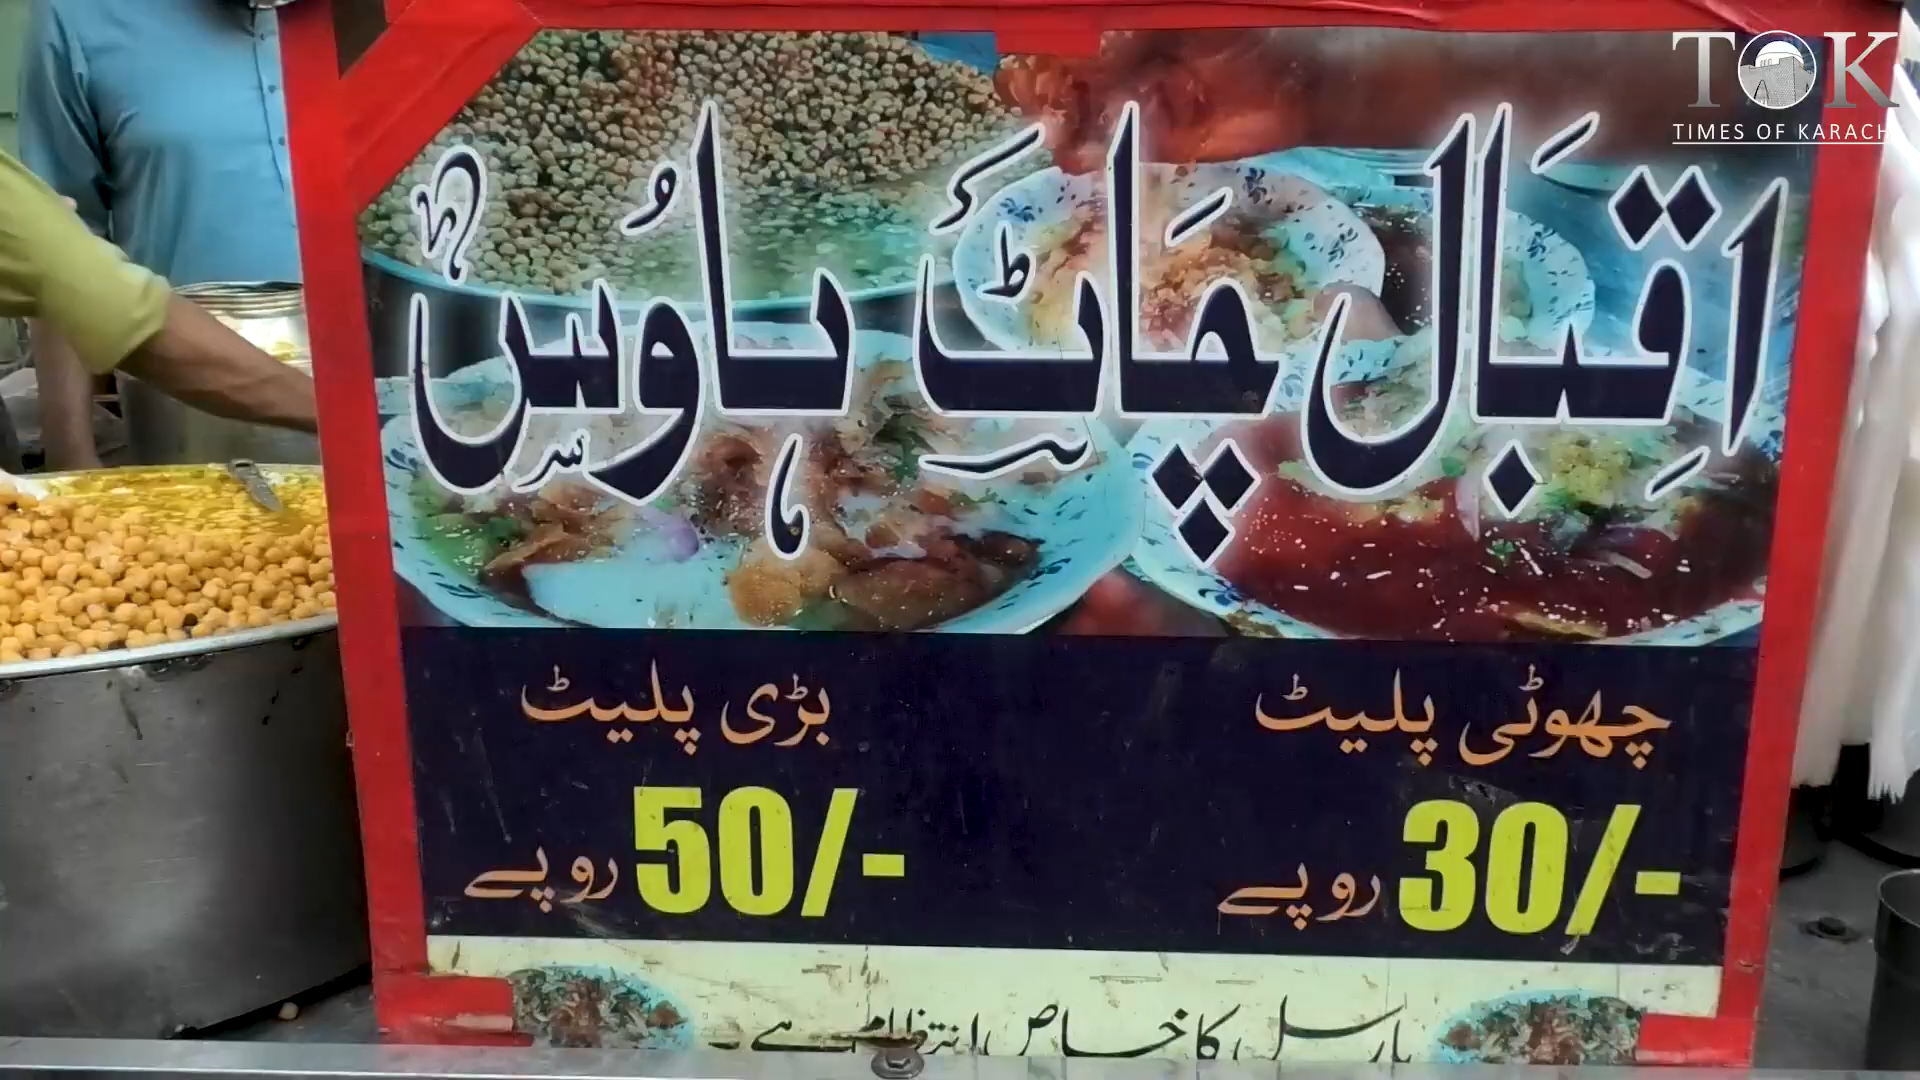 TOK
TIMES OF KARACHI
اقبال چاٹ ہاؤس
چھوٹی پلیٹ
30/- روپے
بڑی پلیٹ
50/- روپے
پارسل کا خاص انتظام ہے۔